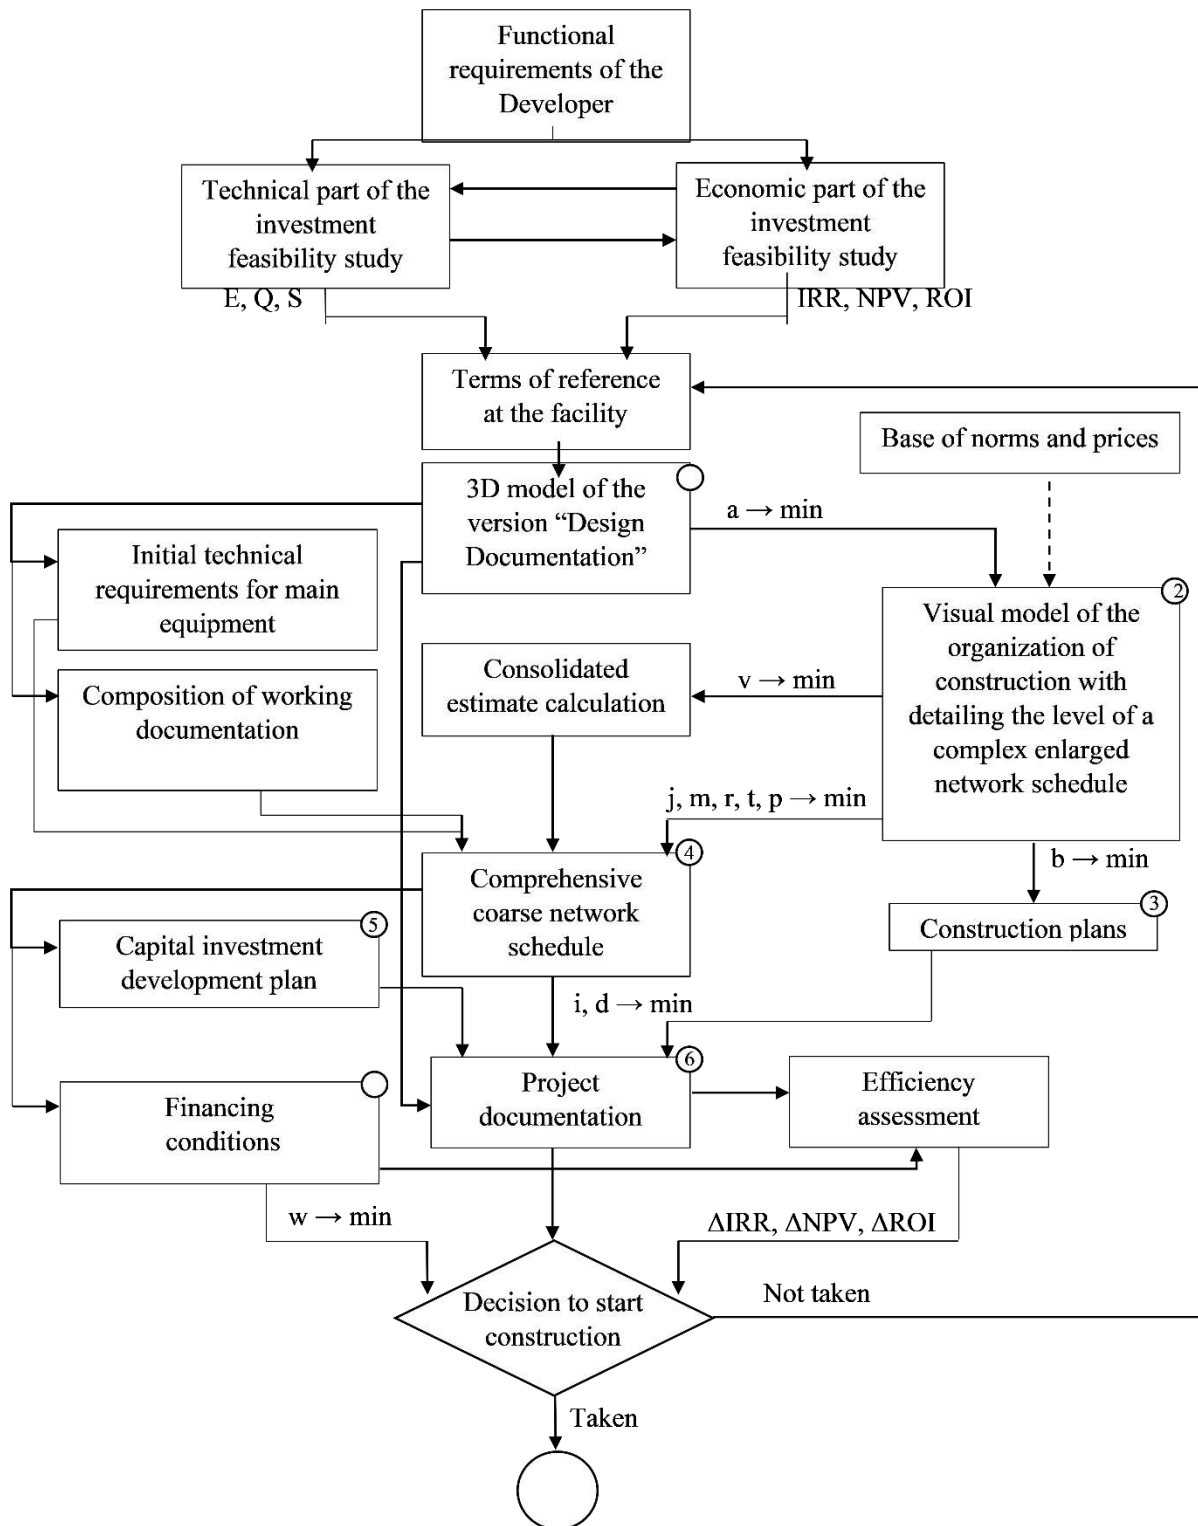 Functional
requirements of the
Developer
Technical part of the
investment
feasibility study
Economic part of the
investment
feasibility study
E, Q, S
IRR, NPV, ROI
Terms of reference
at the facility
Base of norms and prices
3D model of the
version “Design
Documentation”
a → min
Initial technical
requirements for main
equipment
2
Visual model of the
organization of
construction with
detailing the level of a
complex enlarged
network schedule
Consolidated
estimate calculation
v → min
Composition of working
documentation
j, m, r, t, p → min
4
Comprehensive
coarse network
schedule
b → min
3
Construction plans
5
Capital investment
development plan
i, d → min
6
Project
documentation
Efficiency
assessment
Financing
conditions
w → min
ΔIRR, ΔNPV, ΔROI
Decision to start
construction
Not taken
Taken